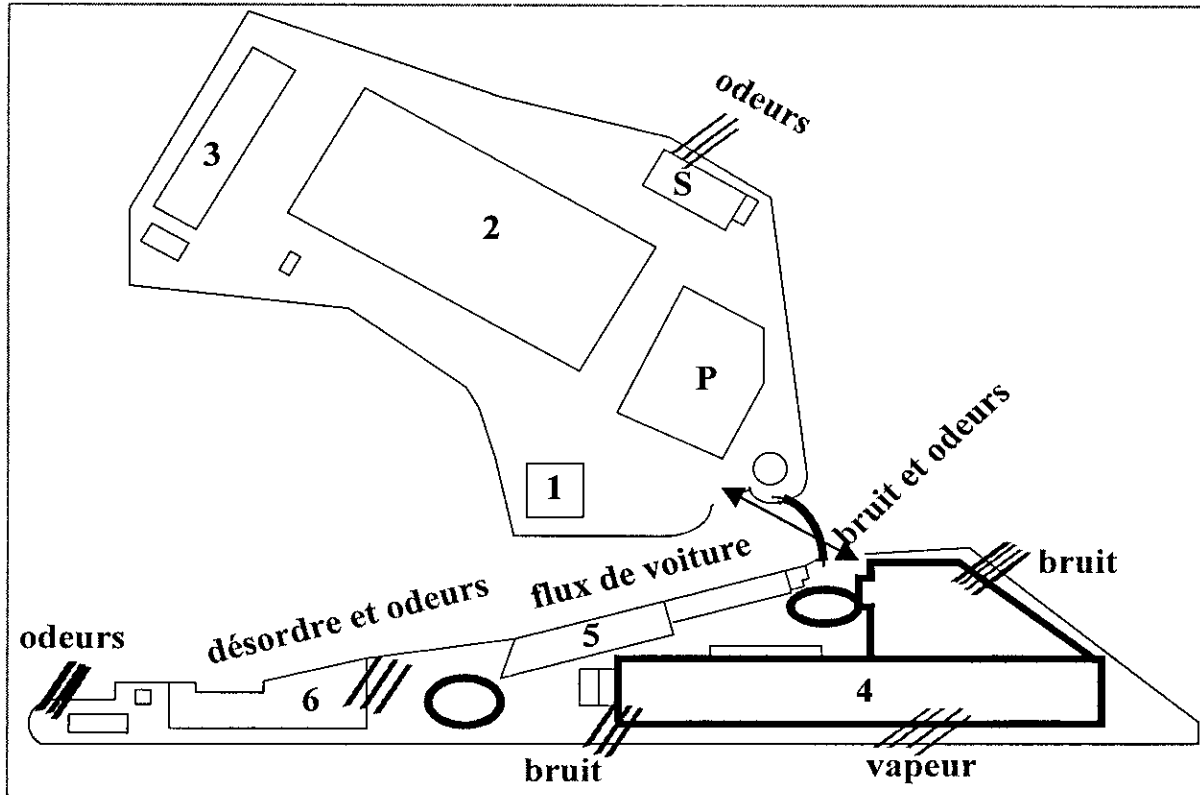 odeurs
3
S
2
P
1
bruit et odeurs
flux de voiture
bruit
désordre et odeurs
odeurs
5
6
4
bruit
vapeur